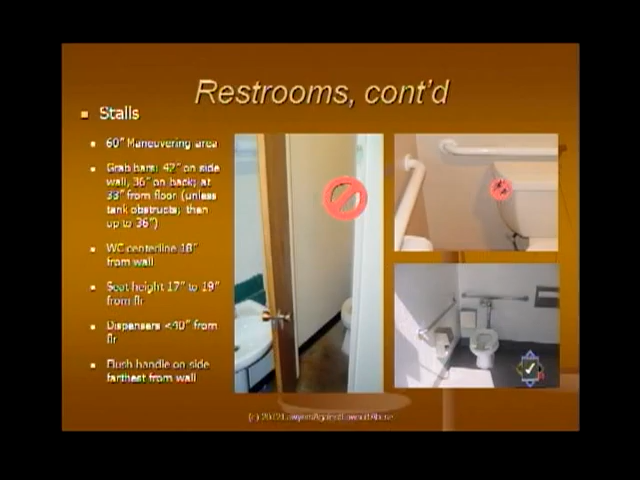 Restrooms, cont'd
Stalls
60" Maneuvering area
Grab bars: 42" on side
wall, 36" on back; at
33" from floor (unless
tank obstructs; then
up to 36")
WC centerline 18"
from wall
Seat height 17" to 19"
from flr
Dispensers <40" from
flr
Flush handle on side
farthest from wall
(c) 2012LawyersAgainstLawsuitAbuse